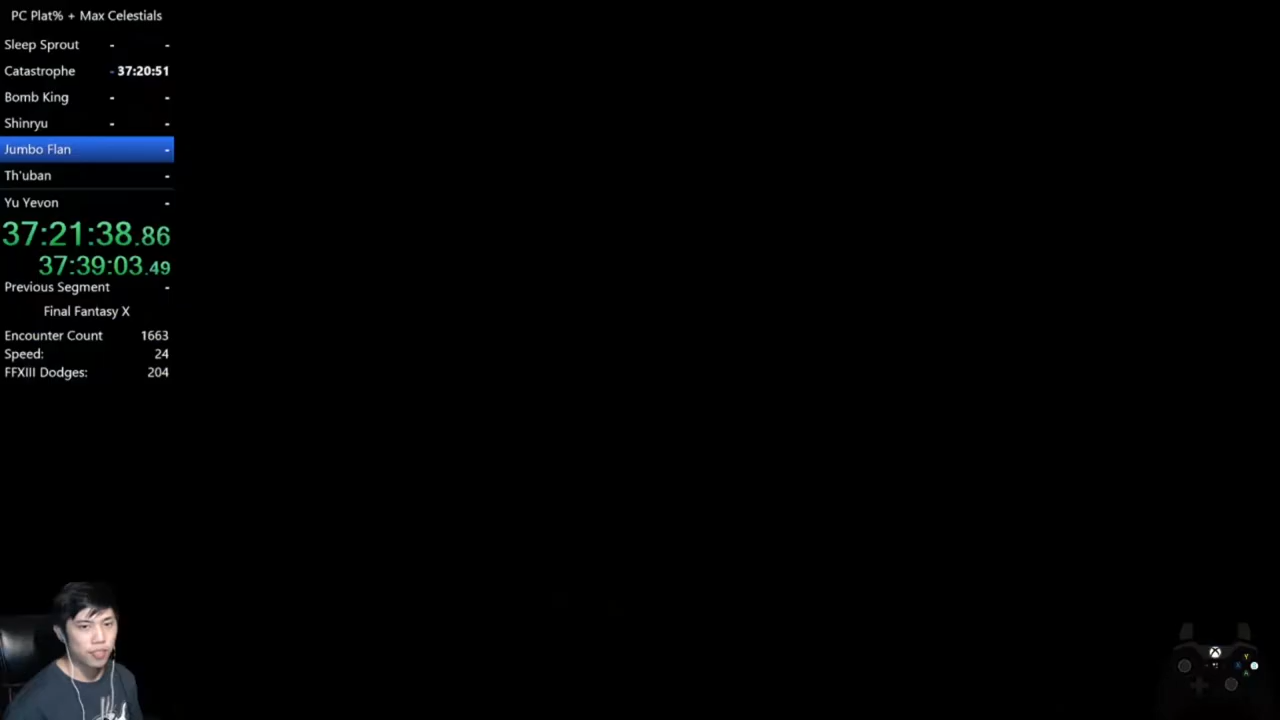 PC Plat% + Max Celestials
Sleep Sprout - -
Catastrophe - 37:20:51
Bomb King - -
Shinryu - -
Jumbo Flan -
Th'uban -
Yu Yevon -
37:21:38.86
37:39:03.49
Previous Segment -
Final Fantasy X
Encounter Count 1663
Speed: 24
FFXIII Dodges: 204